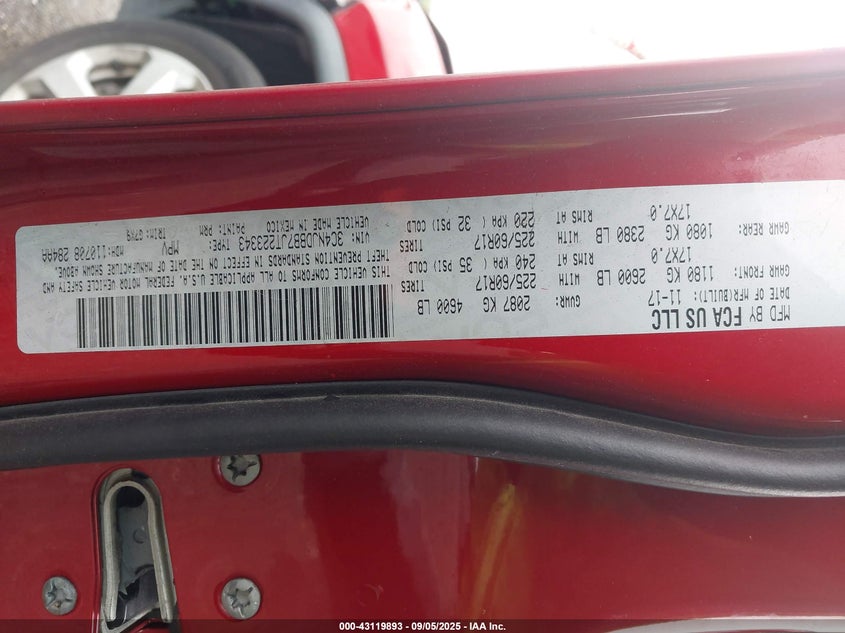 MFD BY FCA US LLC
DATE OF MFR(BUILT): 11-17 GVWR: 2087 KG 4600 LB
GAWR FRONT: 1180 KG 2600 LB WITH 225/60R17 TIRES
RIMS AT 17X7.0 240 KPA ( 35 PSI) COLD
GAWR REAR: 1080 KG 2380 LB WITH 225/60R17 TIRES
RIMS AT 17X7.0 220 KPA ( 32 PSI) COLD
THIS VEHICLE CONFORMS TO ALL APPLICABLE U.S.A. FEDERAL MOTOR VEHICLE SAFETY AND
THEFT PREVENTION STANDARDS IN EFFECT ON THE DATE OF MANUFACTURE SHOWN ABOVE.
VIN: 3C4NJDBB7JT223343 TYPE: MPV MDH:110708 284AA
VEHICLE MADE IN MEXICO PAINT: PRM TRIM: G7X9
000-43119893 - 09/05/2025 - IAA Inc.